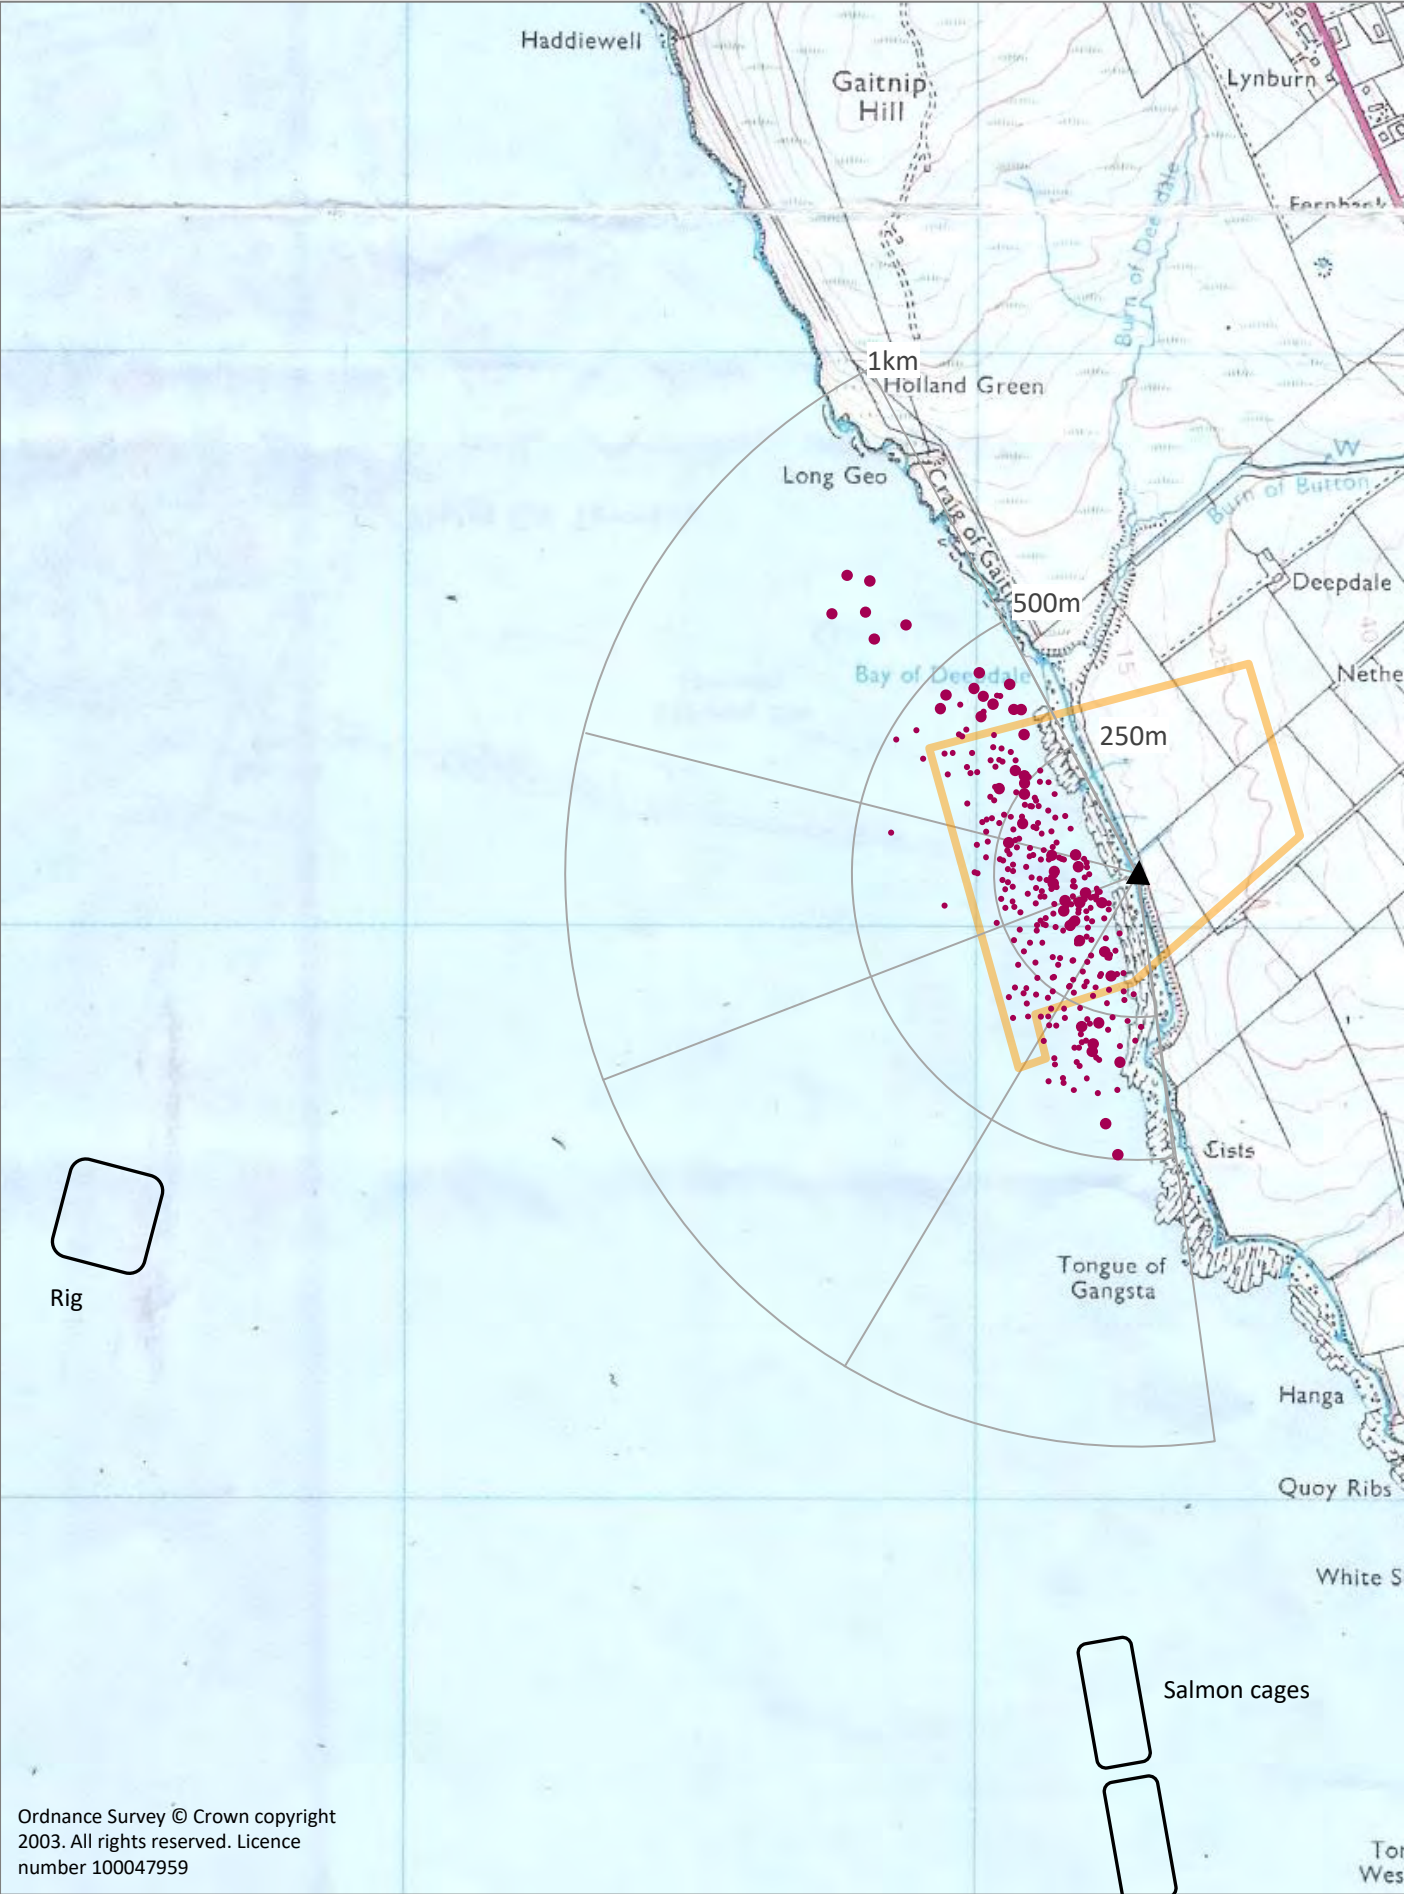 Haddiewell
Gaitnip
Hill
Lynburn
Fernbank
Burn of Deepdale
1km
Holland Green
Long Geo
Craig of Gait
W
Burn of Button
500m
Deepdale
40
15
Bay of Deepdale
Nethe
250m
Cists
Tongue of
Gangsta
Rig
Hanga
Quoy Ribs
White S
Salmon cages
Ordnance Survey © Crown copyright
2003. All rights reserved. Licence
number 100047959
Tor
Wes